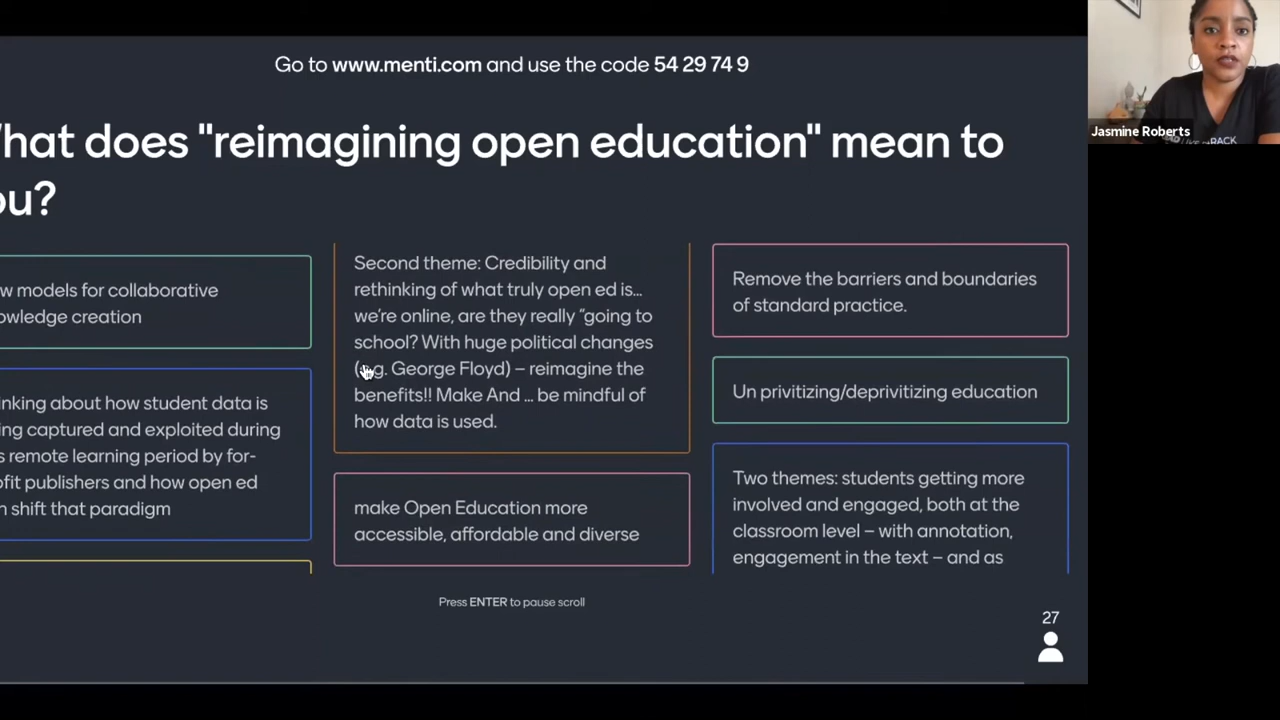 Go to www.menti.com and use the code 54 29 74 9
hat does "reimagining open education" mean to
ou?
w models for collaborative
owledge creation
inking about how student data is
ing captured and exploited during
s remote learning period by for-
ofit publishers and how open ed
n shift that paradigm
Second theme: Credibility and
rethinking of what truly open ed is...
we're online, are they really "going to
school? With huge political changes
(e.g. George Floyd) – reimagine the
benefits!! Make And ... be mindful of
how data is used.
make Open Education more
accessible, affordable and diverse
Remove the barriers and boundaries
of standard practice.
Un privitizing/deprivitizing education
Two themes: students getting more
involved and engaged, both at the
classroom level – with annotation,
engagement in the text – and as
Press ENTER to pause scroll
27
Jasmine Roberts
RACK